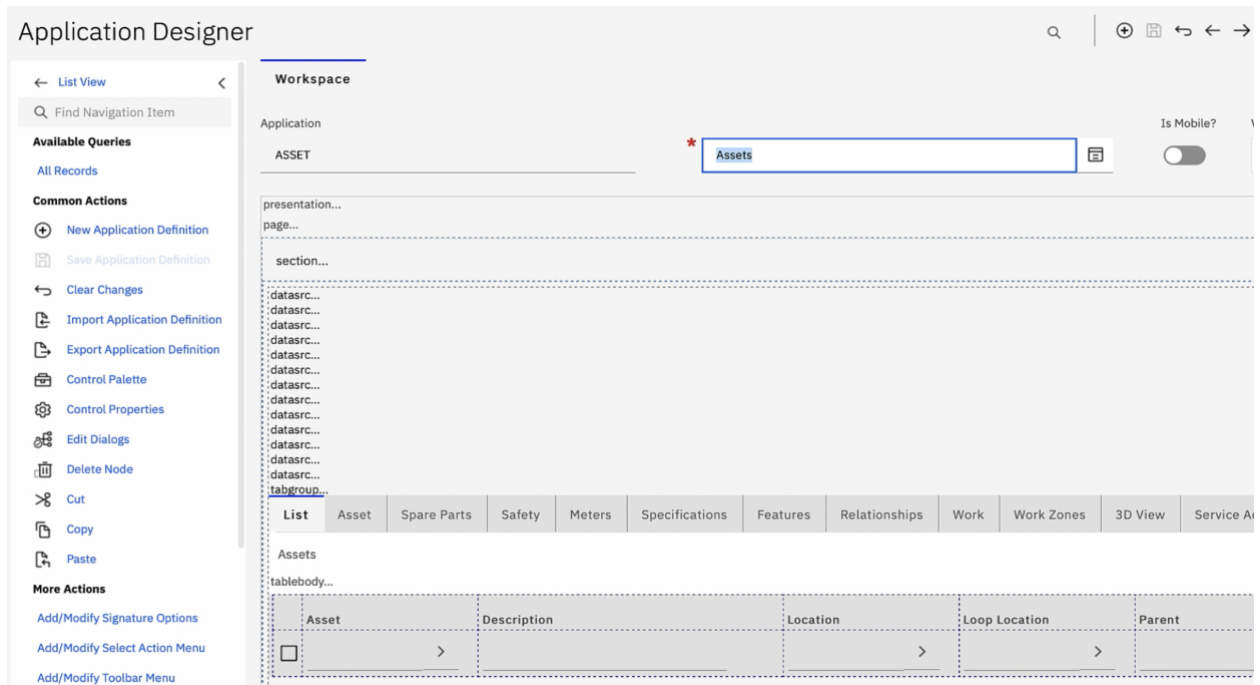 Application Designer
List View
Find Navigation Item
Available Queries
All Records
Common Actions
New Application Definition
Save Application Definition
Clear Changes
Import Application Definition
Export Application Definition
Control Palette
Control Properties
Edit Dialogs
Delete Node
Cut
Copy
Paste
More Actions
Add/Modify Signature Options
Add/Modify Select Action Menu
Add/Modify Toolbar Menu
Workspace
Application
Is Mobile?
ASSET
* Assets
presentation...
page...
section...
datasrc...
datasrc...
datasrc...
datasrc...
datasrc...
datasrc...
datasrc...
datasrc...
datasrc...
datasrc...
datasrc...
datasrc...
datasrc...
tabgroup...
List Asset Spare Parts Safety Meters Specifications Features Relationships Work Work Zones 3D View Service
Assets
tablebody...
Asset Description Location Loop Location Parent